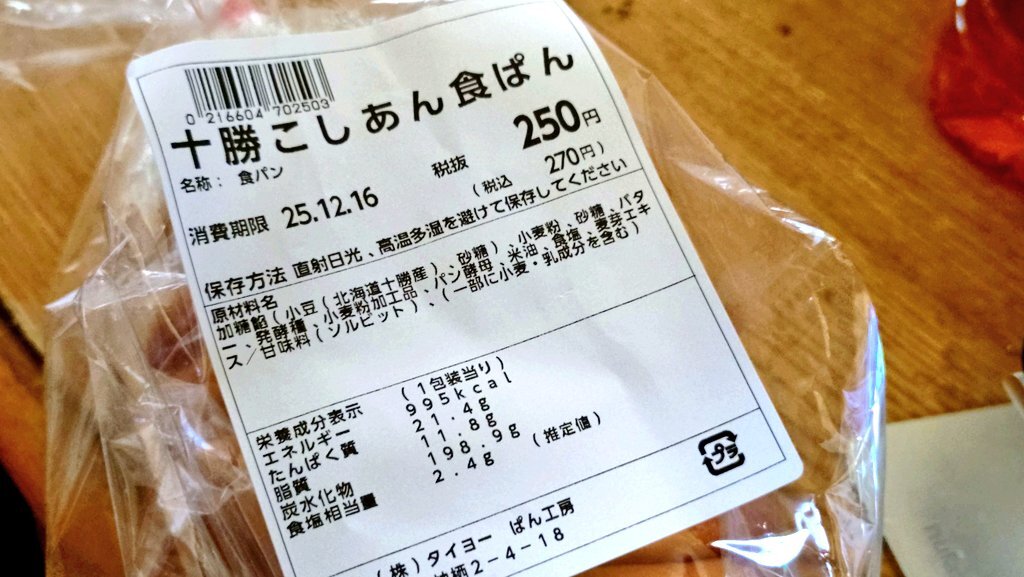 0 216604 702503
十勝こしあん食ぱん
名称： 食パン
税抜 250円
（税込 270円）
消費期限 25.12.16
保存方法 直射日光、高温多湿を避けて保存してください
原材料名
加糖餡（小豆（北海道十勝産）、砂糖）、小麦粉、砂糖、バタ
ー、発酵種、小麦粉加工品、パン酵母、米油、食塩、麦芽エキ
ス／甘味料（ソルビット）、（一部に小麦・乳成分を含む）
栄養成分表示 （1包装当り）
エネルギー 995kcal
たんぱく質 21.4g
脂質 11.8g
炭水化物 198.9g
食塩相当量 2.4g （推定値）
プラ
（株）タイヨー ぱん工房
2-4-18